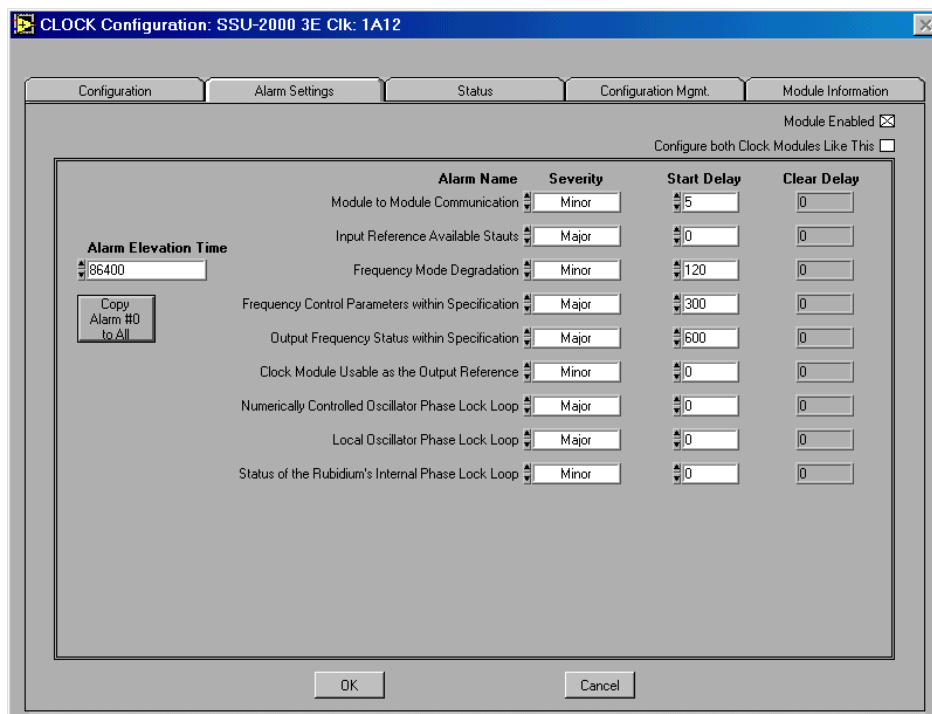 CLOCK Configuration: SSU-2000 3E Clk: 1A12
Configuration Alarm Settings Status Configuration Mgmt. Module Information
Module Enabled
Configure both Clock Modules Like This
Alarm Name Severity Start Delay Clear Delay
Module to Module Communication Minor 5 0
Input Reference Available Stauts Major 0 0
Alarm Elevation Time
86400
Frequency Mode Degradation Minor 120 0
Copy
Alarm #0
to All
Frequency Control Parameters within Specification Major 300 0
Output Frequency Status within Specification Major 600 0
Clock Module Usable as the Output Reference Minor 0 0
Numerically Controlled Oscillator Phase Lock Loop Major 0 0
Local Oscillator Phase Lock Loop Major 0 0
Status of the Rubidium's Internal Phase Lock Loop Minor 0 0
OK Cancel